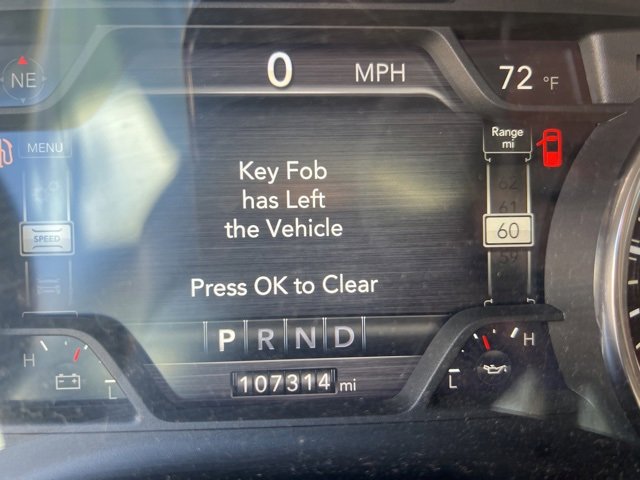 NE
0 MPH
72 °F
MENU
Range
mi
Key Fob
has Left
the Vehicle
Press OK to Clear
SPEED
62
61
60
59
P R N D
H
L
H
L
107314 mi